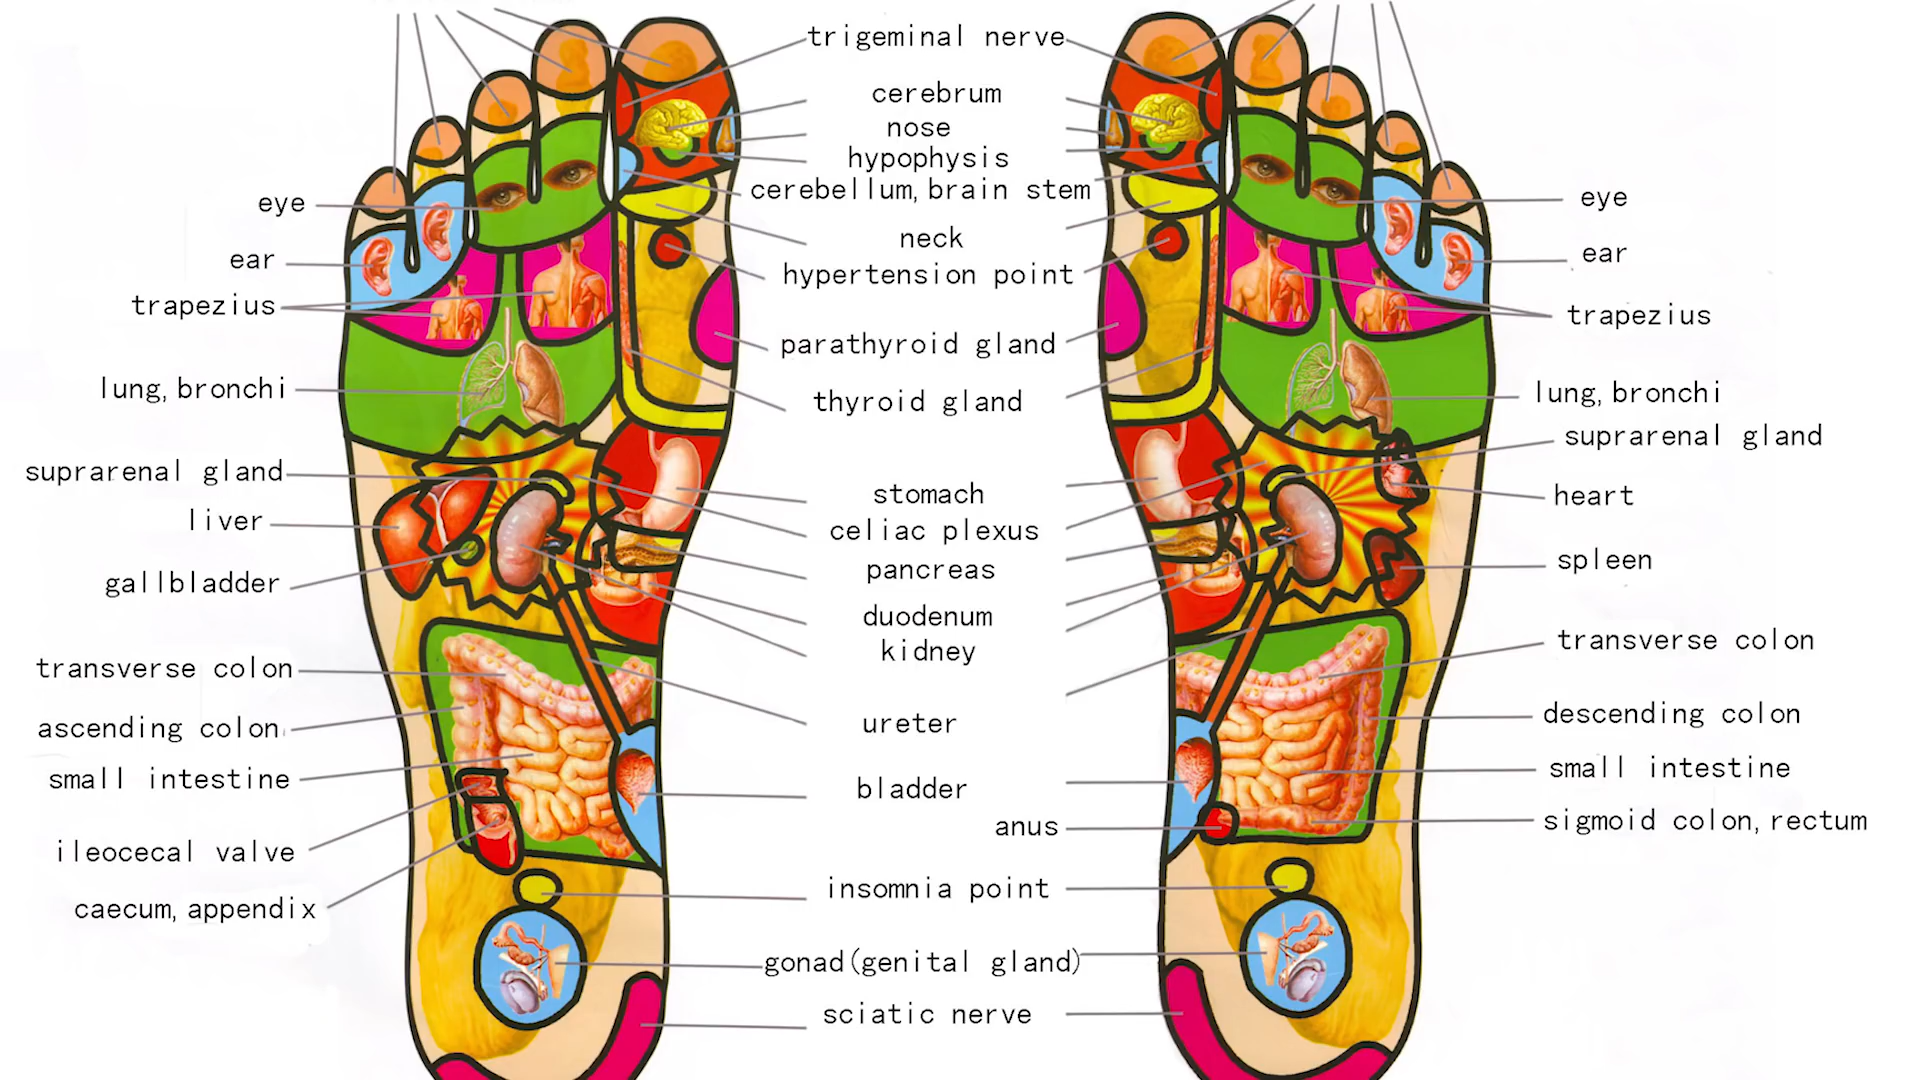 trigeminal nerve
cerebrum
nose
hypophysis
cerebellum, brain stem
neck
hypertension point
parathyroid gland
thyroid gland
stomach
celiac plexus
pancreas
duodenum
kidney
ureter
bladder
anus
insomnia point
gonad(genital gland)
sciatic nerve
eye
ear
trapezius
lung, bronchi
suprarenal gland
liver
gallbladder
transverse colon
ascending colon
small intestine
ileocecal valve
caecum, appendix
eye
ear
trapezius
lung, bronchi
suprarenal gland
heart
spleen
transverse colon
descending colon
small intestine
sigmoid colon, rectum